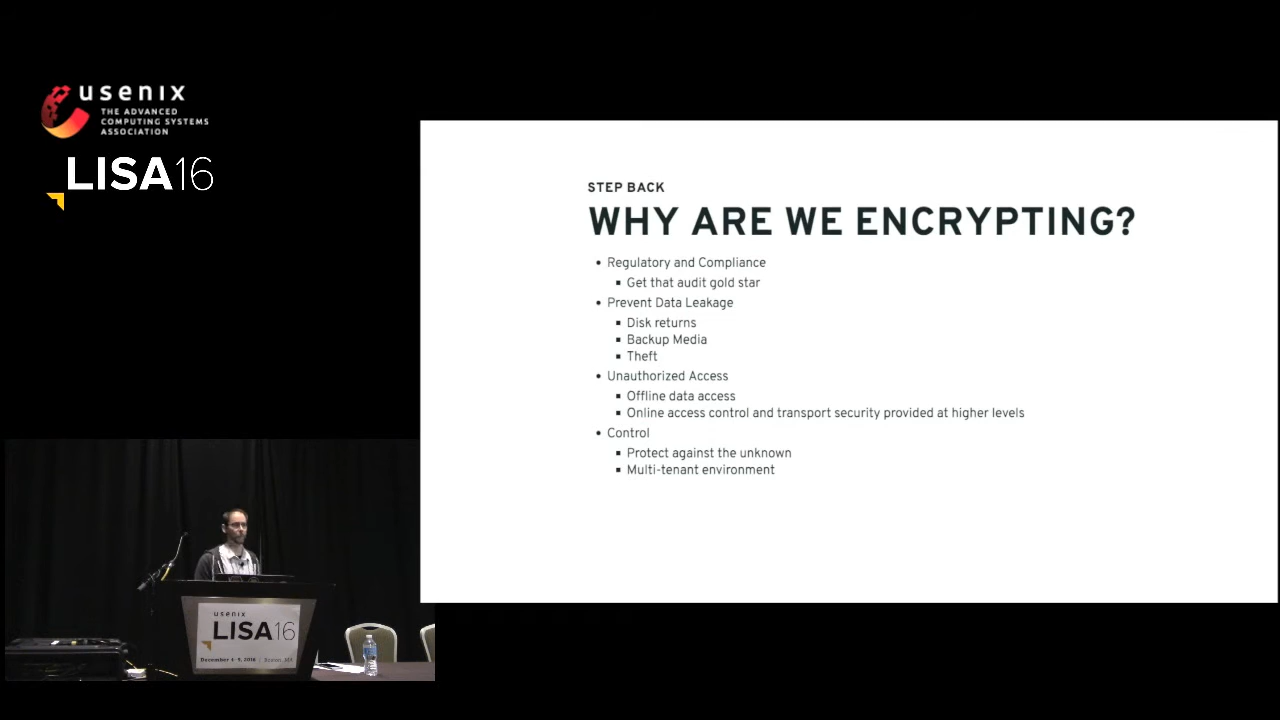 usenix
THE ADVANCED
COMPUTING SYSTEMS
ASSOCIATION
LISA16
STEP BACK
WHY ARE WE ENCRYPTING?
Regulatory and Compliance
Get that audit gold star
Prevent Data Leakage
Disk returns
Backup Media
Theft
Unauthorized Access
Offline data access
Online access control and transport security provided at higher levels
Control
Protect against the unknown
Multi-tenant environment
usenix
LISA16